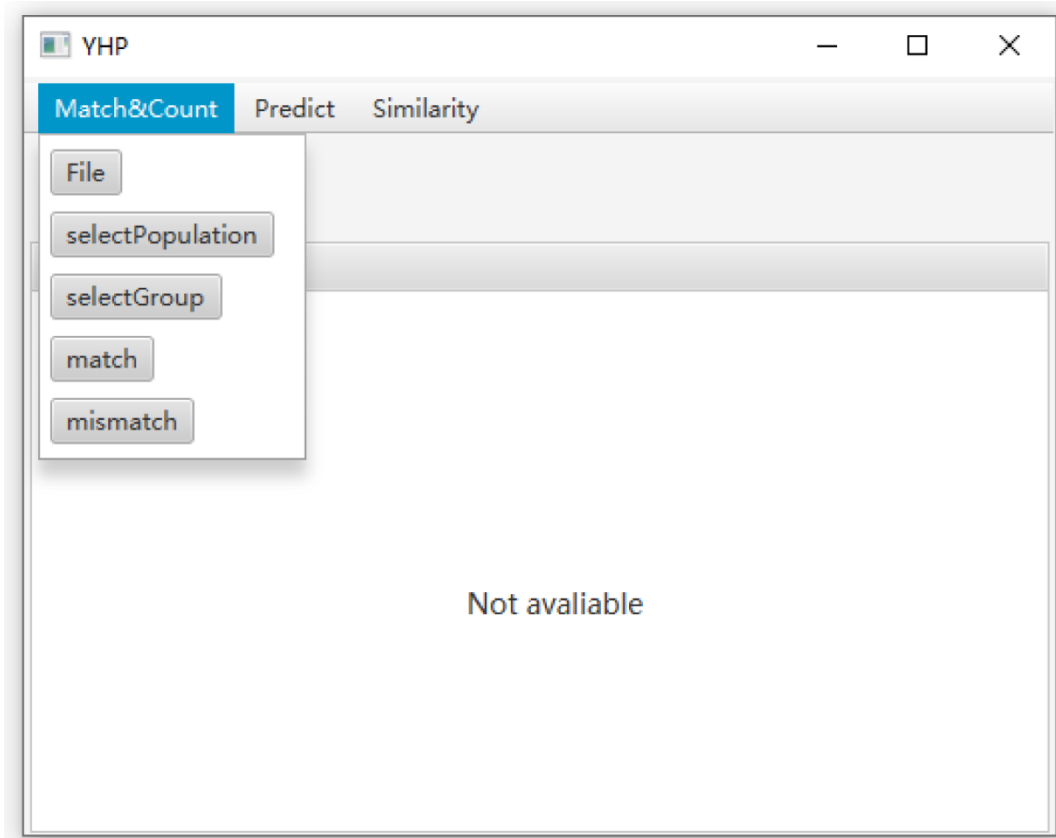 YHP
Match&Count Predict Similarity
File
selectPopulation
selectGroup
match
mismatch
Not avaliable